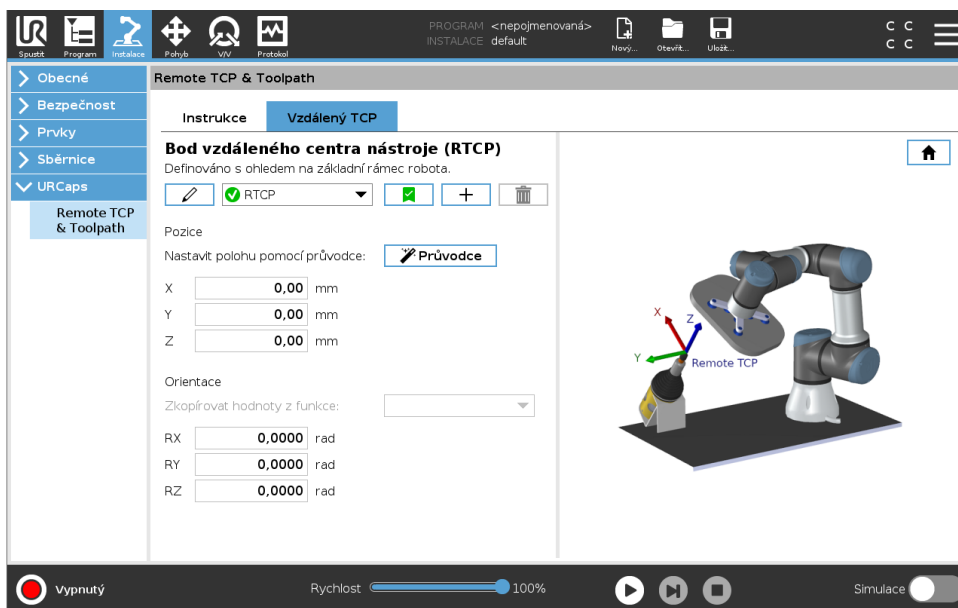 UR
Spustit
Program
Instalace
Pohyb
V/V
Protokol
PROGRAM <nepojmenovaná>
INSTALACE default
Nový...
Otevřít...
Uložit...
C C
C C
Obecné
Bezpečnost
Prvky
Sběrnice
URCaps
Remote TCP
& Toolpath
Remote TCP & Toolpath
Instrukce
Vzdálený TCP
Bod vzdáleného centra nástroje (RTCP)
Definováno s ohledem na základní rámec robota.
RTCP
Pozice
Nastavit polohu pomocí průvodce:
Průvodce
X 0,00 mm
Y 0,00 mm
Z 0,00 mm
Orientace
Zkopírovat hodnoty z funkce:
RX 0,0000 rad
RY 0,0000 rad
RZ 0,0000 rad
X
Z
Y
Remote TCP
Vypnutý
Rychlost
100%
Simulace